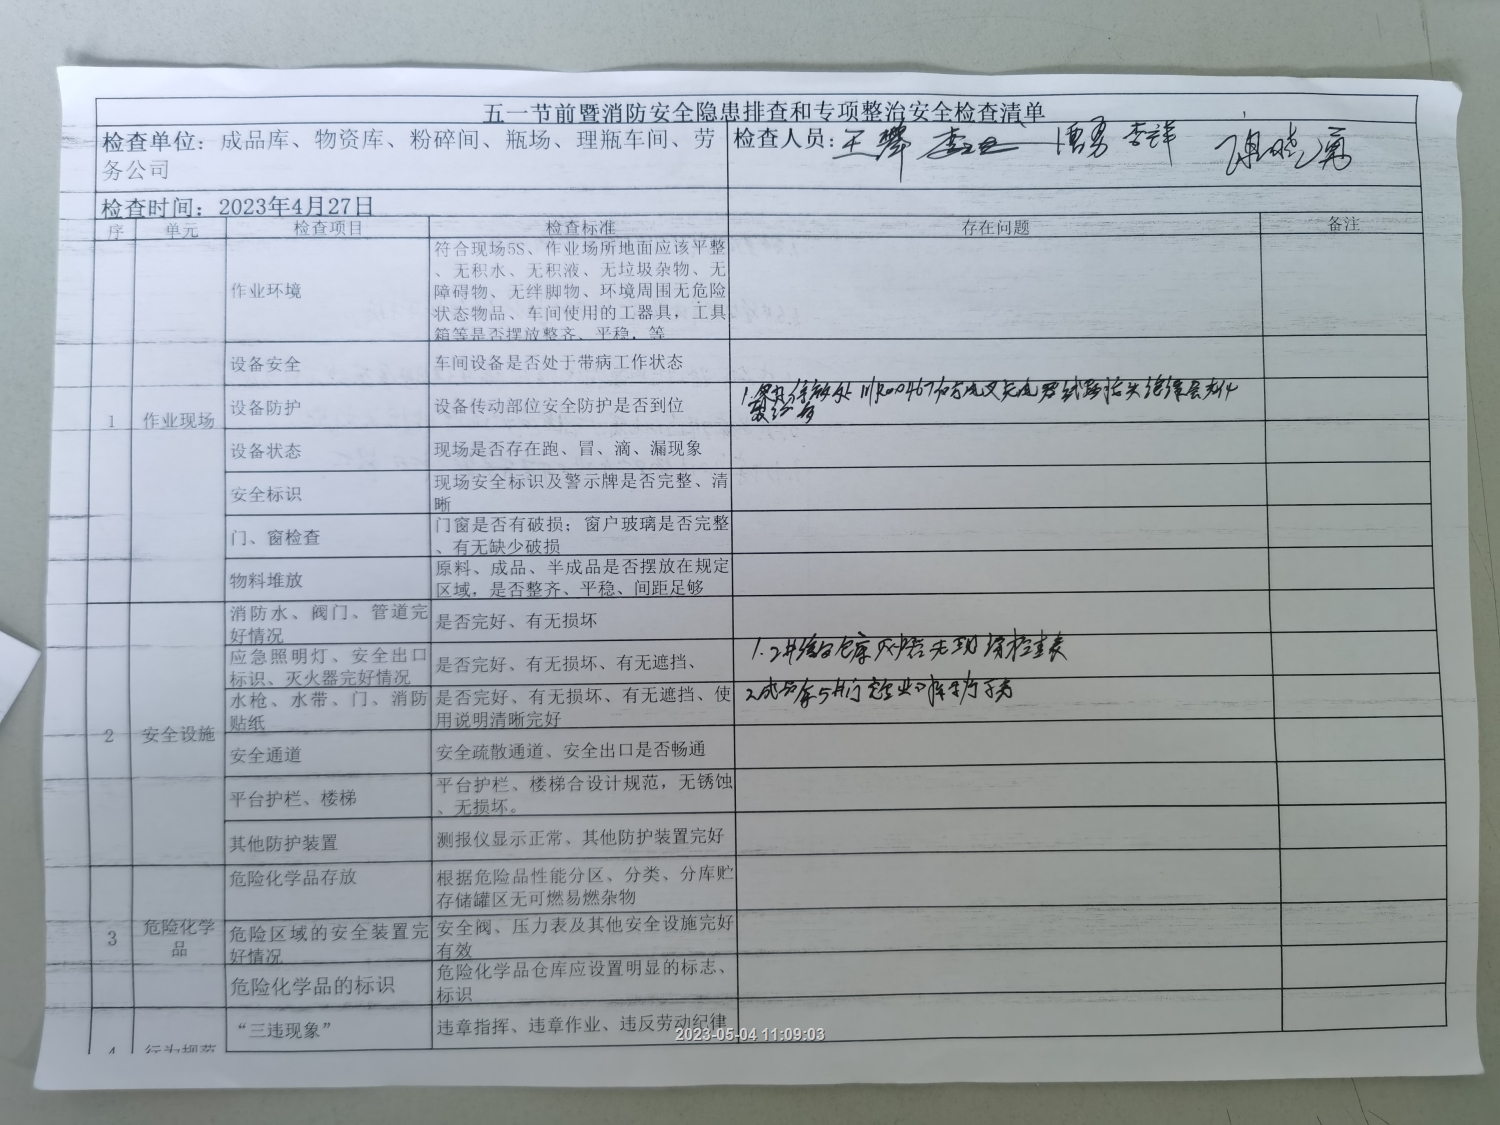 五一节前暨消防安全隐患排查和专项整治安全检查清单
检查单位：成品库、物资库、粉碎间、瓶场、理瓶车间、劳
务公司
检查人员：
检查时间：2023年4月27日
序 单元 检查项目 检查标准 存在问题 备注
1 作业现场
作业环境
符合现场5S、作业场所地面应该平整
、无积水、无积液、无垃圾杂物、无
障碍物、无绊脚物、环境周围无危险
状态物品、车间使用的工器具，工具
箱等是否摆放整齐、平稳，等
设备安全 车间设备是否处于带病工作状态
设备防护 设备传动部位安全防护是否到位
1.
设备状态 现场是否存在跑、冒、滴、漏现象
安全标识
现场安全标识及警示牌是否完整、清
晰
门、窗检查
门窗是否有破损；窗户玻璃是否完整
、有无缺少破损
物料堆放
原料、成品、半成品是否摆放在规定
区域，是否整齐、平稳、间距足够
2 安全设施
消防水、阀门、管道完
好情况
是否完好、有无损坏
应急照明灯、安全出口
标识、灭火器完好情况
是否完好、有无损坏、有无遮挡、
1.2# 仓库
水枪、水带、门、消防
贴纸
是否完好、有无损坏、有无遮挡、使
用说明清晰完好
2.成品库5#门
安全通道 安全疏散通道、安全出口是否畅通
平台护栏、楼梯
平台护栏、楼梯合设计规范，无锈蚀
、无损坏。
其他防护装置 测报仪显示正常、其他防护装置完好
3 危险化学
品
危险化学品存放
根据危险品性能分区、分类、分库贮
存储罐区无可燃易燃杂物
危险区域的安全装置完
好情况
安全阀、压力表及其他安全设施完好
有效
危险化学品的标识
危险化学品仓库应设置明显的标志、
标识
4 行为规范
“三违现象” 违章指挥、违章作业、违反劳动纪律
2023-05-04 11:09:03